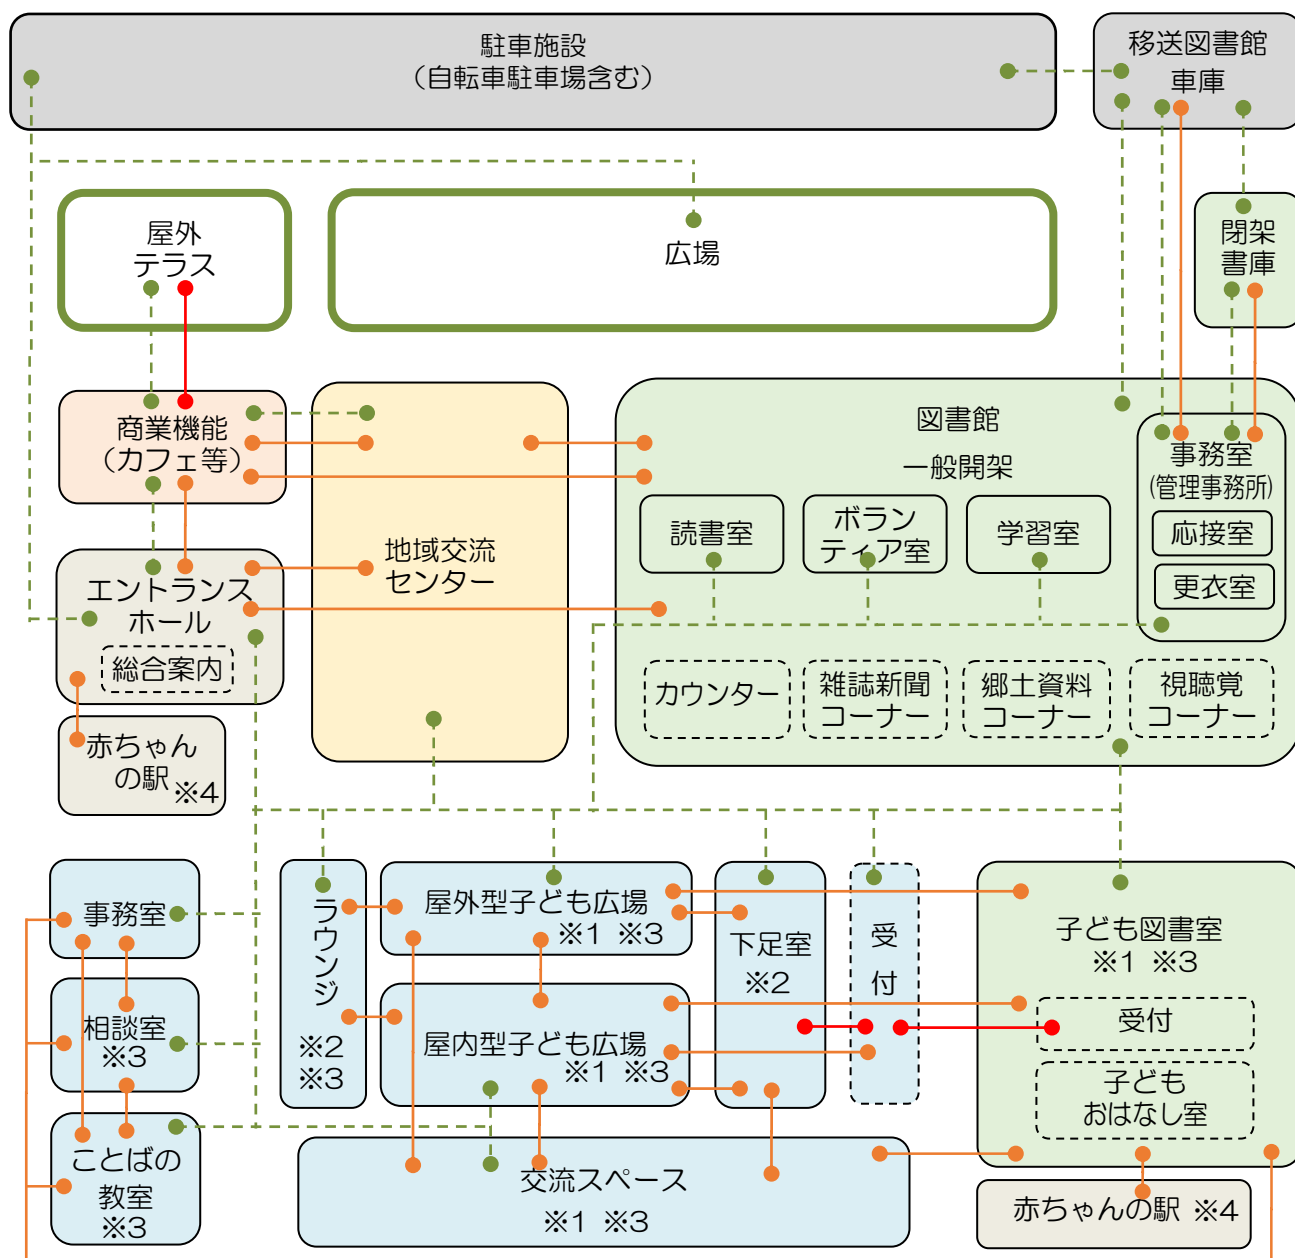 駐車施設
（自転車駐車場含む）
移送図書館
車庫
屋外
テラス
広場
閉架
書庫
商業機能
（カフェ等）
図書館
一般開架
事務室
(管理事務所)
応接室
更衣室
読書室
ボラン
ティア室
学習室
地域交流
センター
エントランス
ホール
総合案内
カウンター
雑誌新聞
コーナー
郷土資料
コーナー
視聴覚
コーナー
赤ちゃん
の駅 ※4
事務室
相談室
※3
ことばの
教室
※3
ラウンジ
※2
※3
屋外型子ども広場
※1 ※3
屋内型子ども広場
※1 ※3
下足室
※2
受
付
子ども図書室
※1 ※3
受付
子ども
おはなし室
交流スペース
※1 ※3
赤ちゃんの駅 ※4